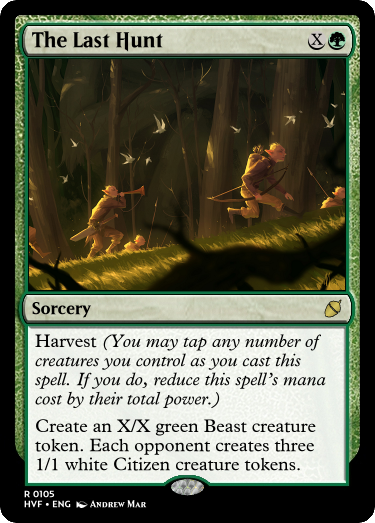 The Last Hunt X
Sorcery
Harvest (You may tap any number of
creatures you control as you cast this
spell. If you do, reduce this spell's mana
cost by their total power.)
Create an X/X green Beast creature
token. Each opponent creates three
1/1 white Citizen creature tokens.
R 0105
HVF • ENG Andrew Mar